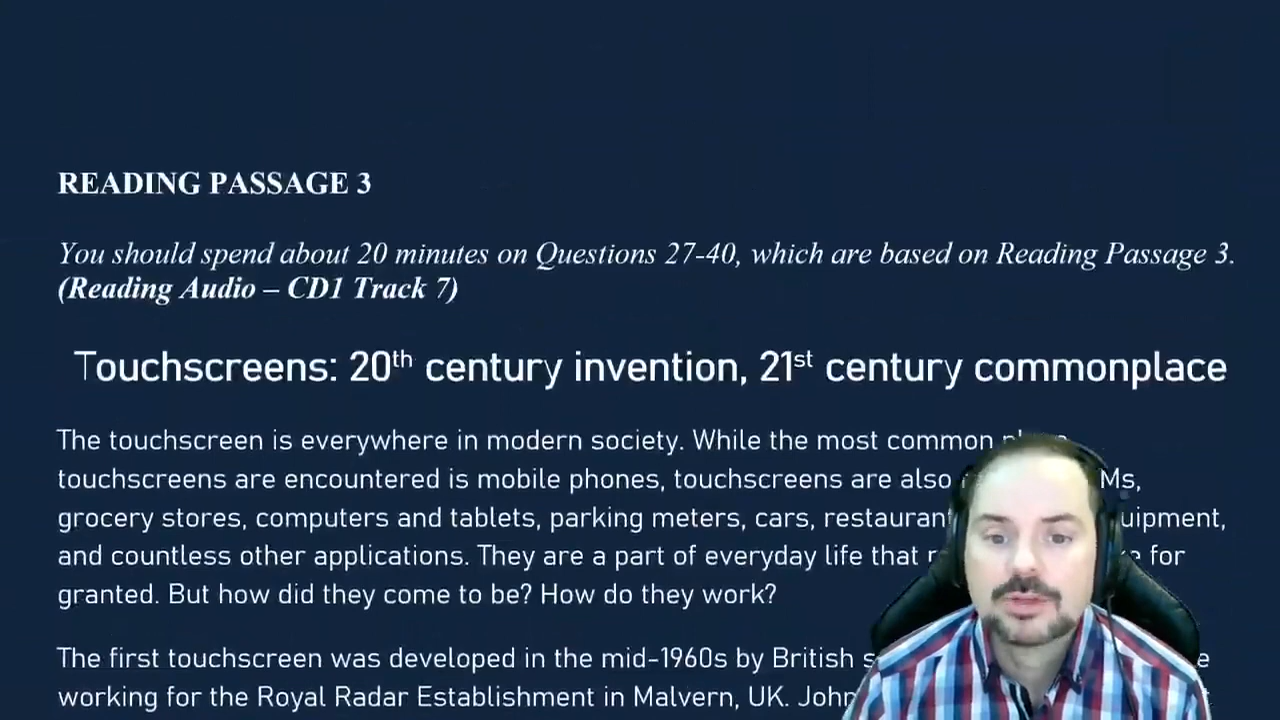 READING PASSAGE 3
You should spend about 20 minutes on Questions 27-40, which are based on Reading Passage 3.
(Reading Audio – CD1 Track 7)
Touchscreens: 20th century invention, 21st century commonplace
The touchscreen is everywhere in modern society. While the most common
touchscreens are encountered is mobile phones, touchscreens are also
grocery stores, computers and tablets, parking meters, cars,
and countless other applications. They are a part of everyday life that for
granted. But how did they come to be? How do they work?
The first touchscreen was developed in the mid-1960s by British
working for the Royal Radar Establishment in Malvern, UK.